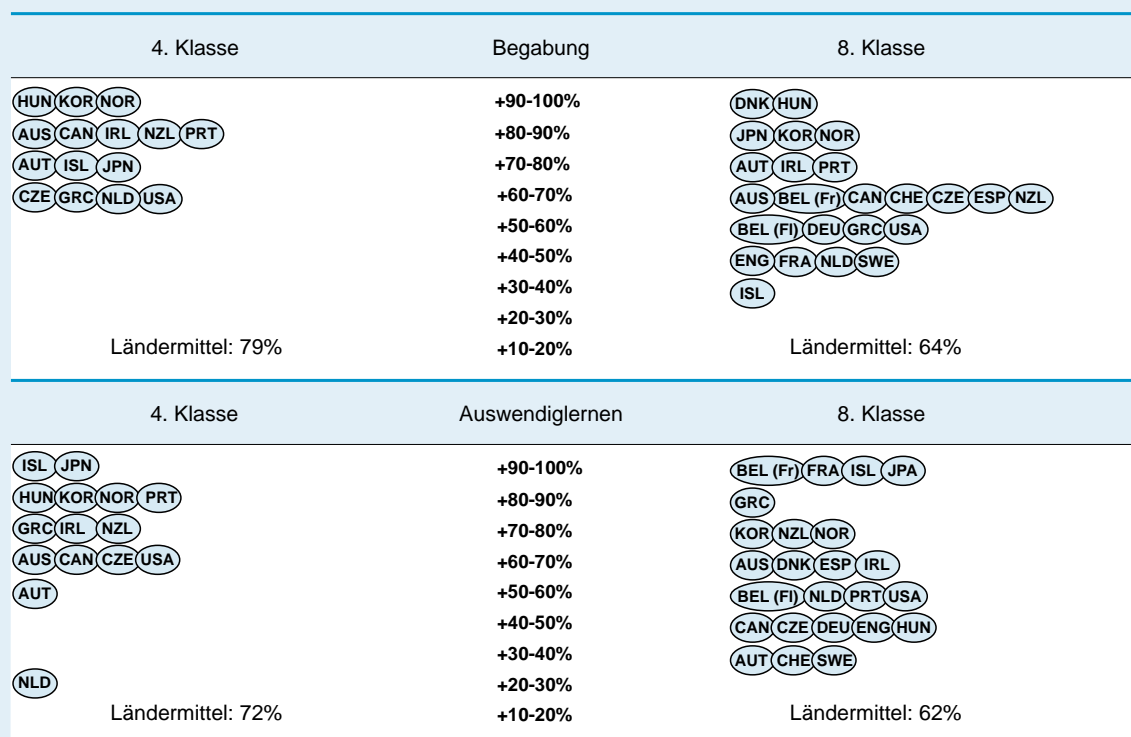 4. Klasse Begabung 8. Klasse
HUN KOR NOR +90-100% DNK HUN
AUS CAN IRL NZL PRT +80-90% JPN KOR NOR
AUT ISL JPN +70-80% AUT IRL PRT
CZE GRC NLD USA +60-70% AUS BEL (Fr) CAN CHE CZE ESP NZL
+50-60% BEL (Fl) DEU GRC USA
+40-50% ENG FRA NLD SWE
+30-40% ISL
+20-30%
Ländermittel: 79% +10-20% Ländermittel: 64%
4. Klasse Auswendiglernen 8. Klasse
ISL JPN +90-100% BEL (Fr) FRA ISL JPA
HUN KOR NOR PRT +80-90% GRC
GRC IRL NZL +70-80% KOR NZL NOR
AUS CAN CZE USA +60-70% AUS DNK ESP IRL
AUT +50-60% BEL (Fl) NLD PRT USA
+40-50% CAN CZE DEU ENG HUN
+30-40% AUT CHE SWE
NLD +20-30%
Ländermittel: 72% +10-20% Ländermittel: 62%